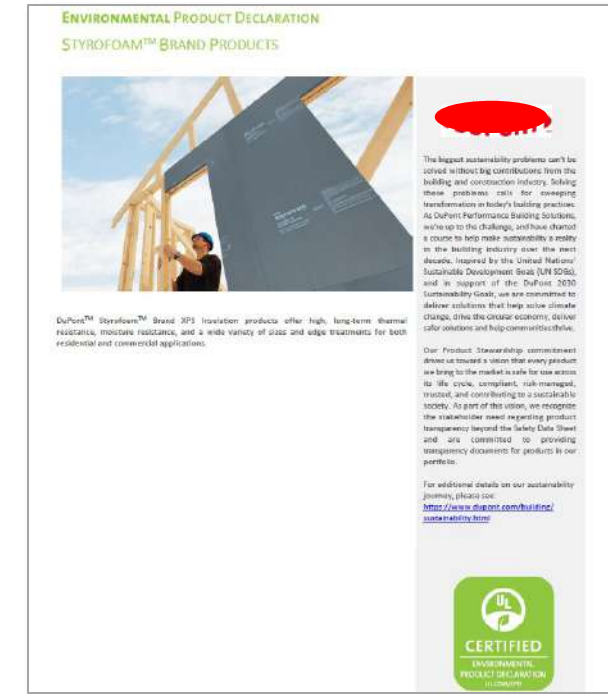 ENVIRONMENTAL PRODUCT DECLARATION
STYROFOAM™ BRAND PRODUCTS
DuPont™ Styrofoam™ Brand XPS Insulation products offer high, long-term thermal
resistance, moisture resistance, and a wide variety of sizes and edge treatments for both
residential and commercial applications.
The biggest sustainability problems can't be
solved without big contributions from the
building and construction industry. Solving
these problems calls for sweeping
transformation in today's building practices.
As DuPont Performance Building Solutions,
we're up to the challenge, and have charted
a course to help make sustainability a reality
in the building industry over the next
decade. Inspired by the United Nations'
Sustainable Development Goals (UN SDGs),
and in support of the DuPont 2030
Sustainability Goals, we are committed to
deliver solutions that help solve climate
change, drive the circular economy, deliver
safer solutions and help communities thrive.
Our Product Stewardship commitment
drives us toward a vision that every product
we bring to the market is safe for use across
its life cycle, compliant, risk-managed,
trusted, and contributing to a sustainable
society. As part of this vision, we recognize
the stakeholder need regarding product
transparency beyond the Safety Data Sheet
and are committed to providing
transparency documents for products in our
portfolio.
For additional details on our sustainability
journey, please see:
https://www.dupont.com/building/
sustainability.html
UL
CERTIFIED
ENVIRONMENTAL
PRODUCT DECLARATION
UL.COM/EPD